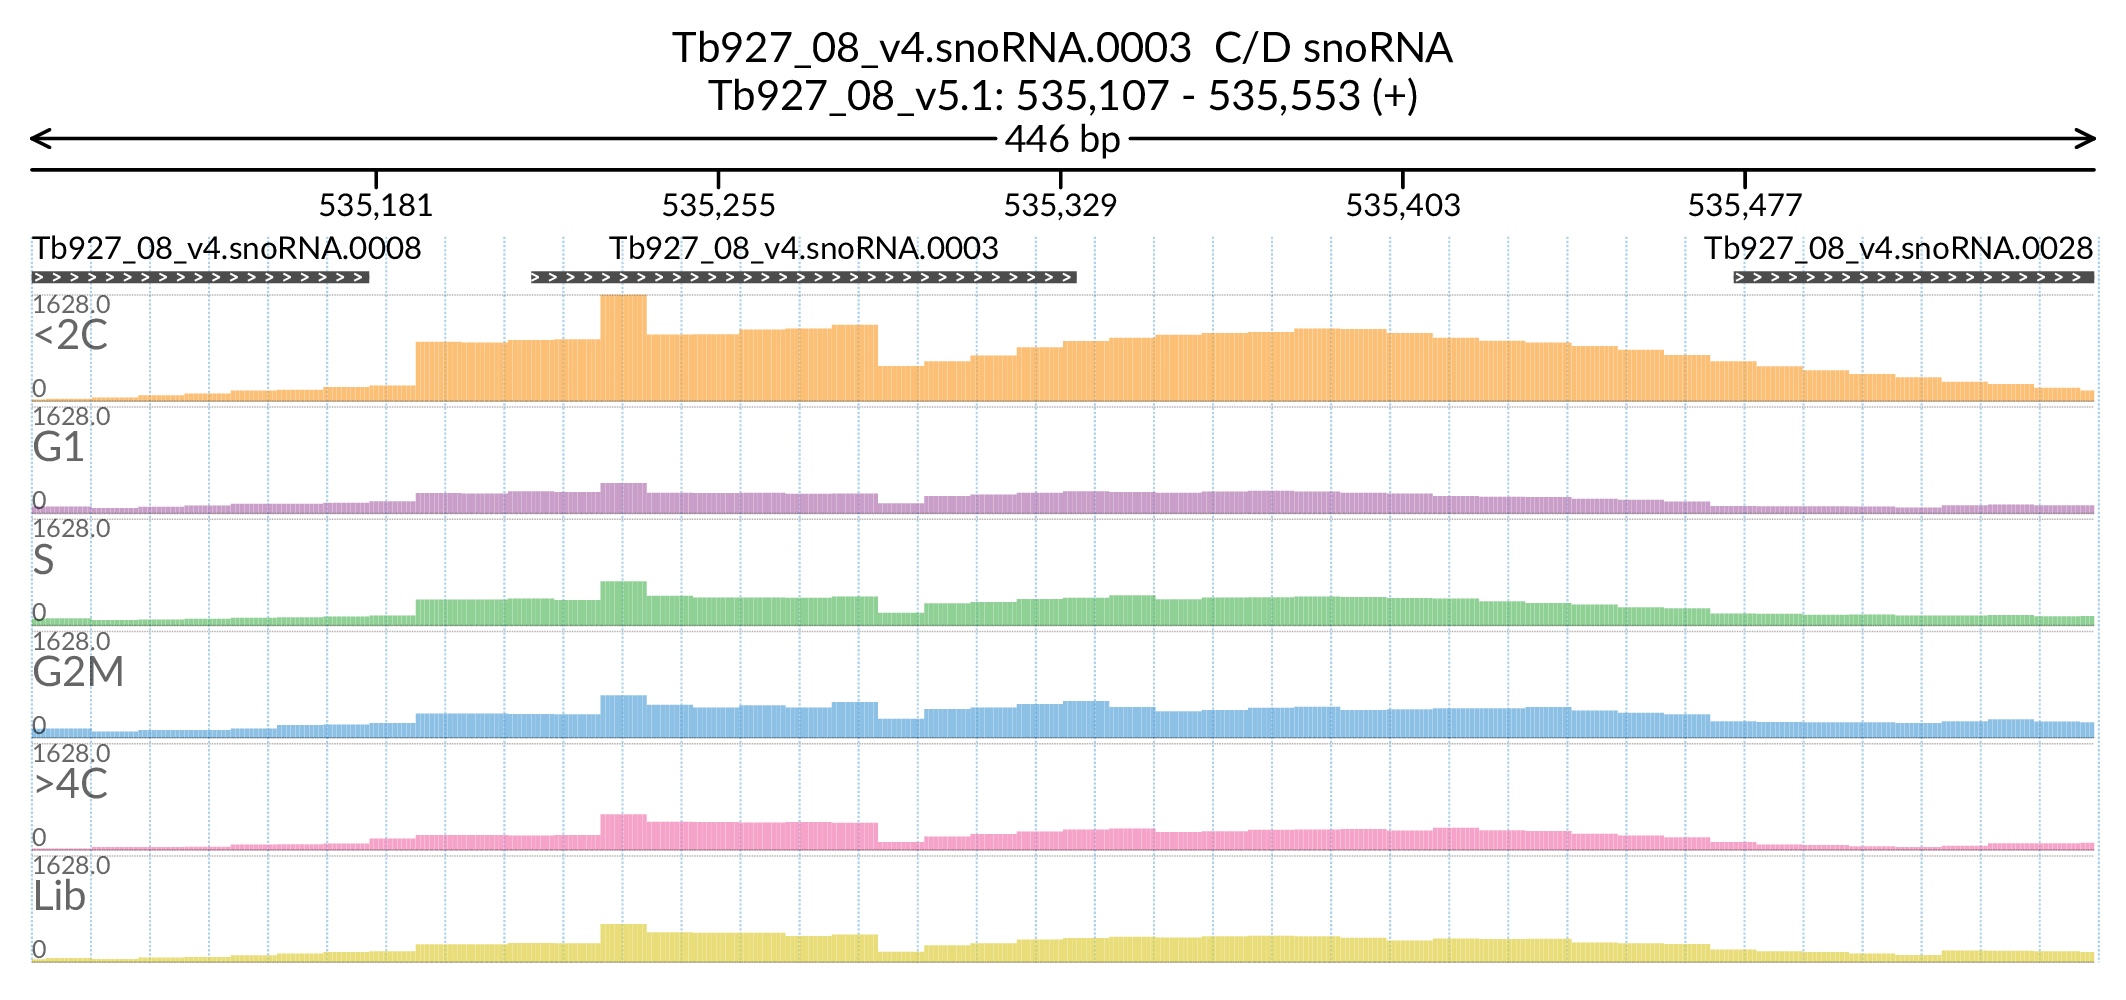 Tb927_08_v4.snoRNA.0003  C/D snoRNA
Tb927_08_v5.1: 535,107 - 535,553 (+)
446 bp
535,181 535,255 535,329 535,403 535,477
Tb927_08_v4.snoRNA.0008 Tb927_08_v4.snoRNA.0003 Tb927_08_v4.snoRNA.0028
1628.0
<2C
0
1628.0
G1
0
1628.0
S
0
1628.0
G2M
0
1628.0
>4C
0
1628.0
Lib
0